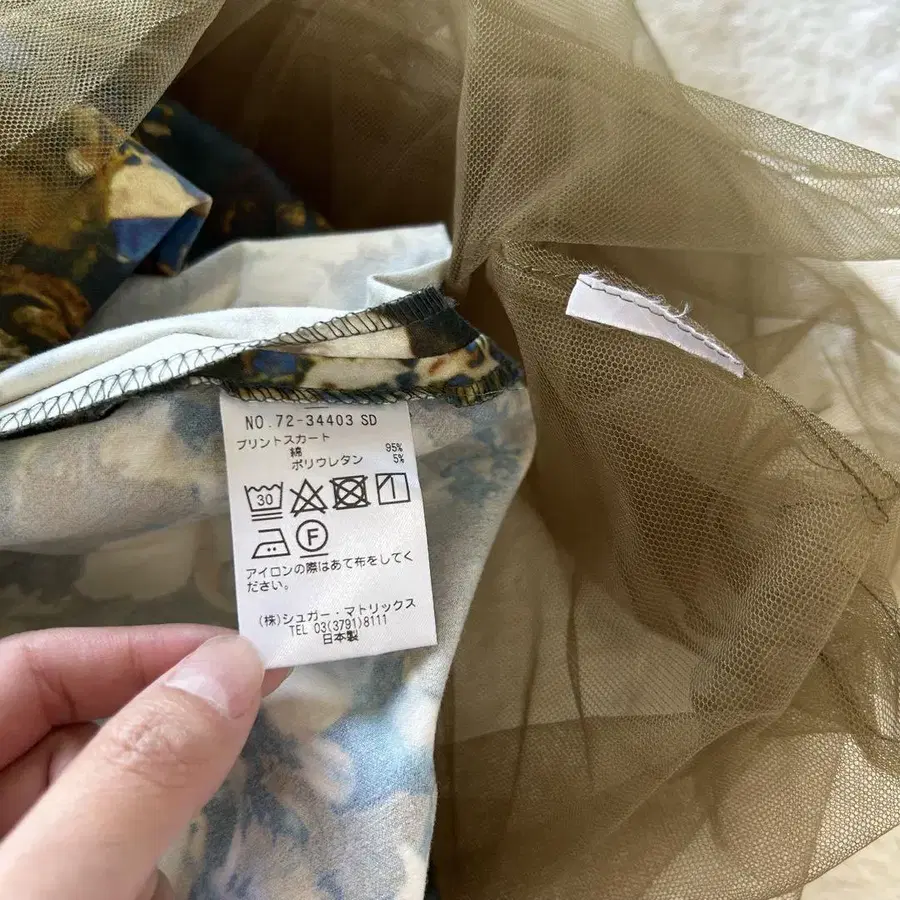 NO.72-34403 SD
プリントスカート
綿 95%
ポリウレタン 5%
30
F
アイロンの際はあて布をしてく
ださい。
(株)シュガー・マトリックス
TEL 03(3791)8111
日本製